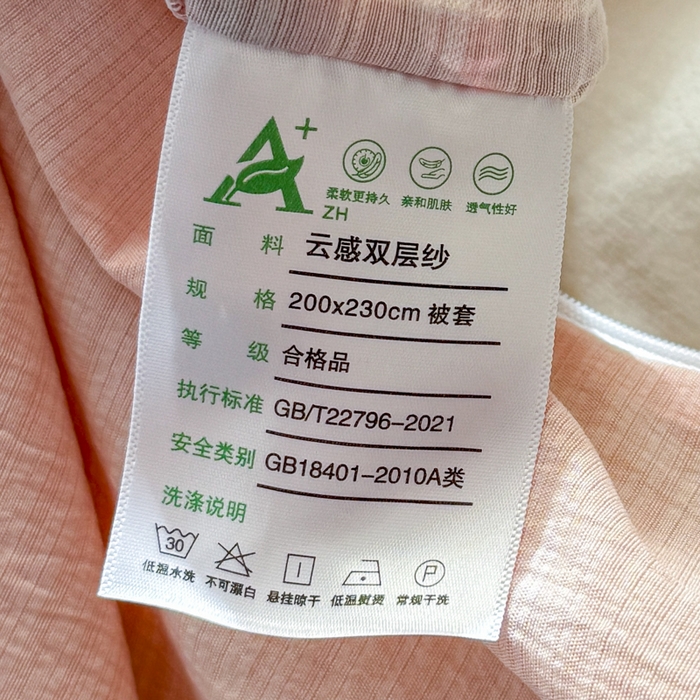 A+
ZH
柔软更持久 亲和肌肤 透气性好
面料 云感双层纱
规格 200x230cm 被套
等级 合格品
执行标准 GB/T22796-2021
安全类别 GB18401-2010A类
洗涤说明
30 P
低温水洗 不可漂白 悬挂晾干 低温熨烫 常规干洗